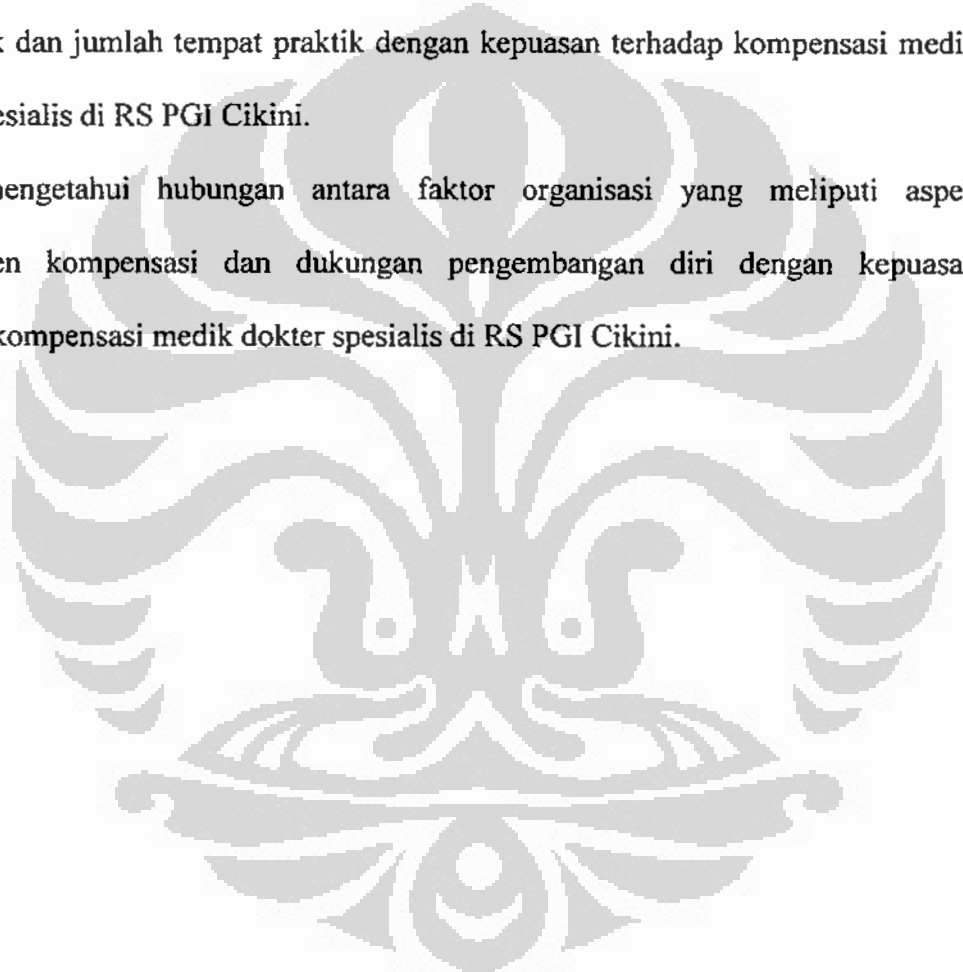 k dan jumlah tempat praktik dengan kepuasan terhadap kompensasi medi
esialis di RS PGI Cikini.
nengetahui hubungan antara faktor organisasi yang meliputi aspe
en kompensasi dan dukungan pengembangan diri dengan kepuasa
kompensasi medik dokter spesialis di RS PGI Cikini.